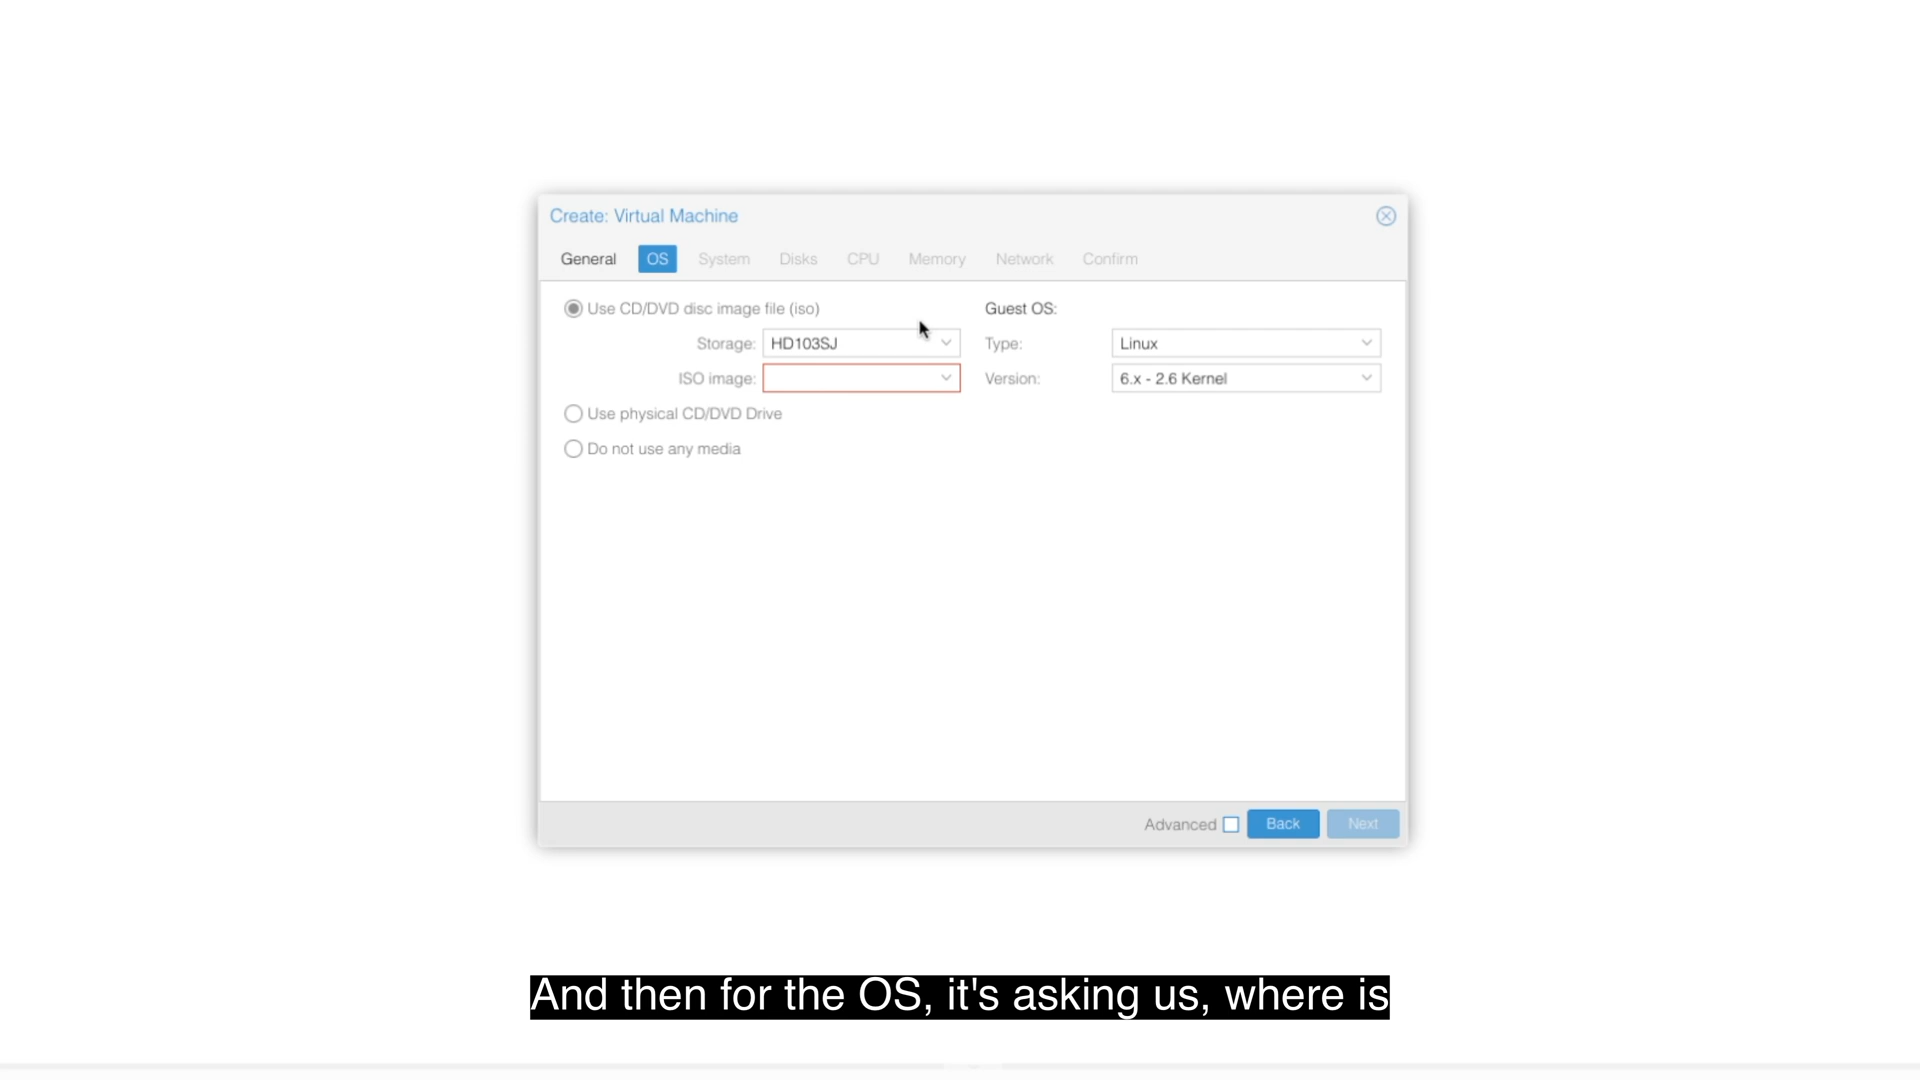 Create: Virtual Machine
General OS System Disks CPU Memory Network Confirm
Use CD/DVD disc image file (iso)
Storage: HD103SJ
ISO image:
Use physical CD/DVD Drive
Do not use any media
Guest OS:
Type: Linux
Version: 6.x - 2.6 Kernel
Advanced Back Next
And then for the OS, it's asking us, where is